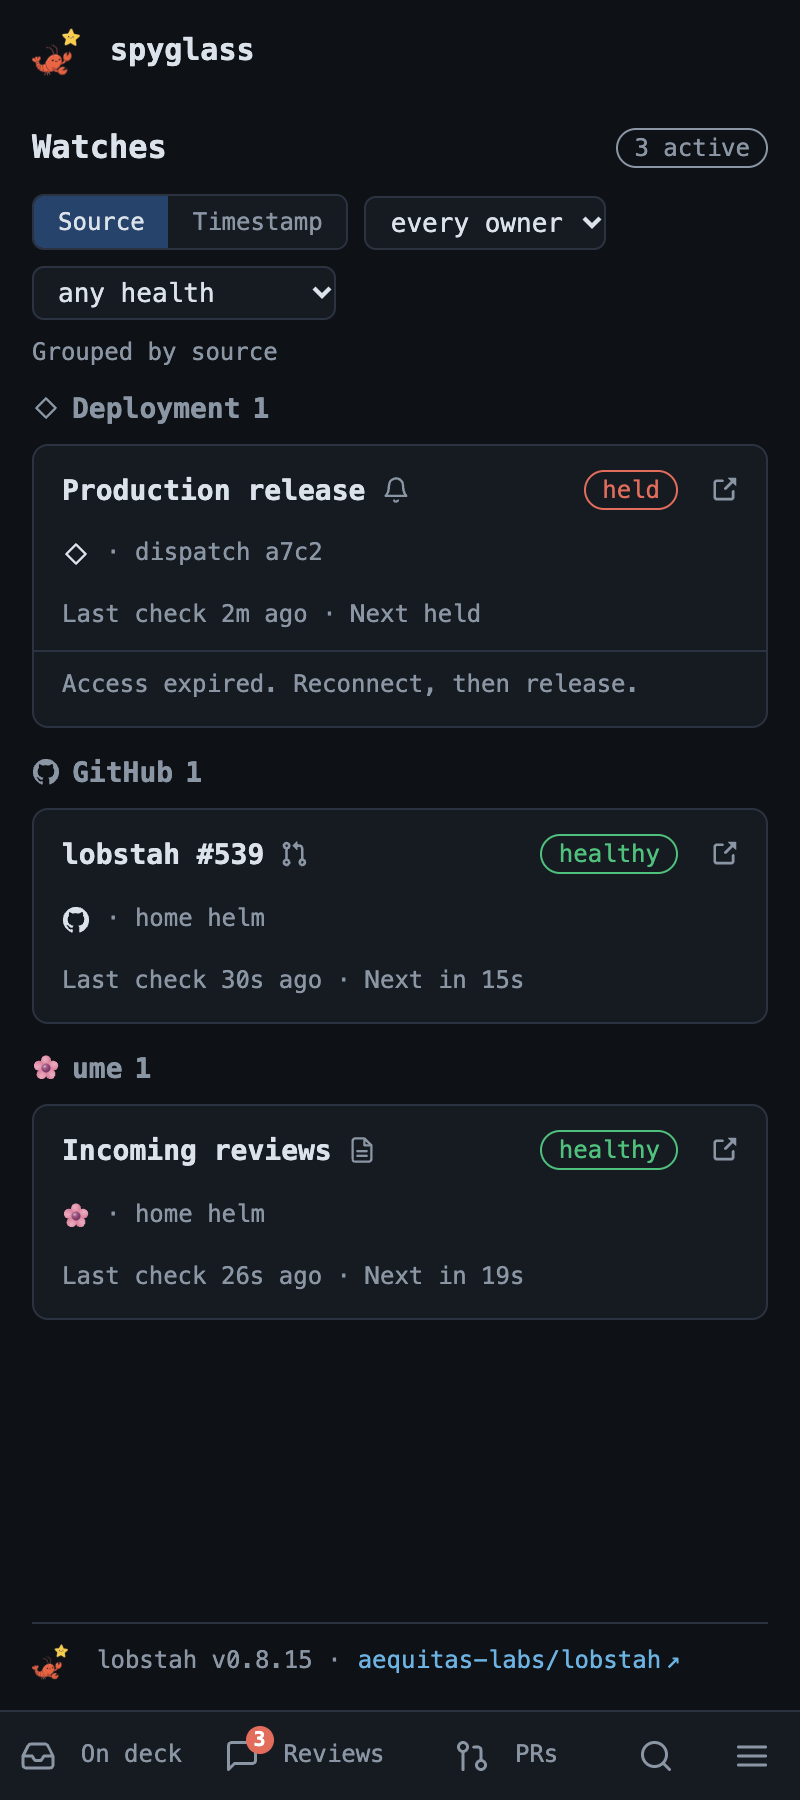 spyglass
Watches
3 active
Source Timestamp every owner
any health
Grouped by source
Deployment 1
Production release held
· dispatch a7c2
Last check 2m ago · Next held
Access expired. Reconnect, then release.
GitHub 1
lobstah #539 healthy
· home helm
Last check 30s ago · Next in 15s
ume 1
Incoming reviews healthy
· home helm
Last check 26s ago · Next in 19s
lobstah v0.8.15 · aequitas-labs/lobstah↗
On deck 3 Reviews PRs